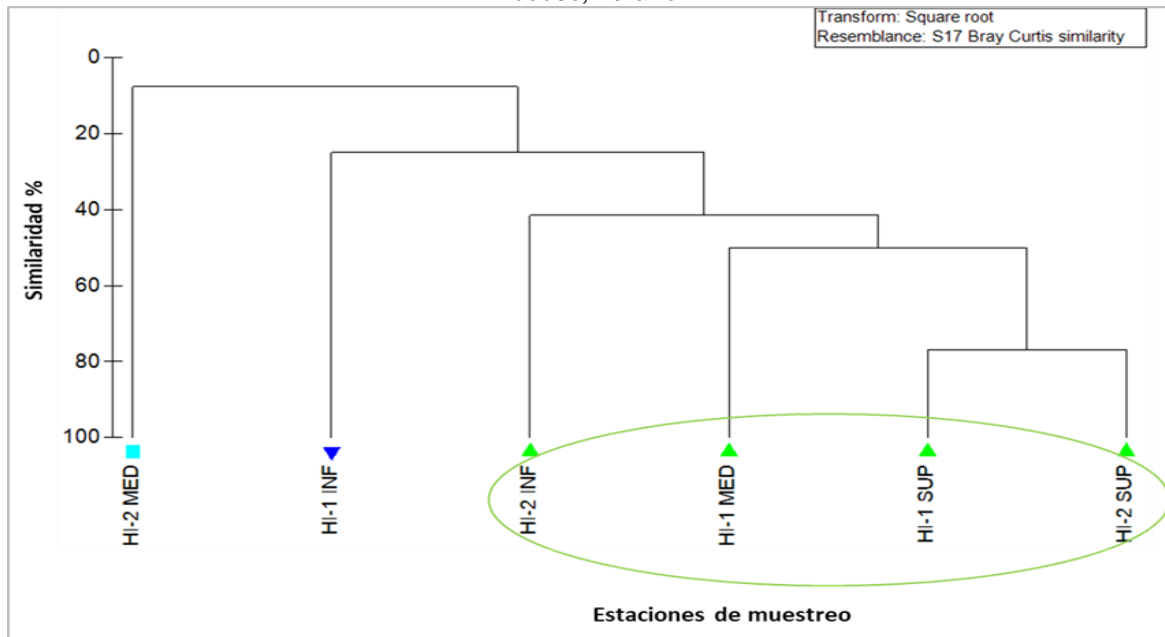 Transform: Square root
Resemblance: S17 Bray Curtis similarity
0
20
40
60
80
100
Similaridad %
HI-2 MED
HI-1 INF
HI-2 INF
HI-1 MED
HI-1 SUP
HI-2 SUP
Estaciones de muestreo